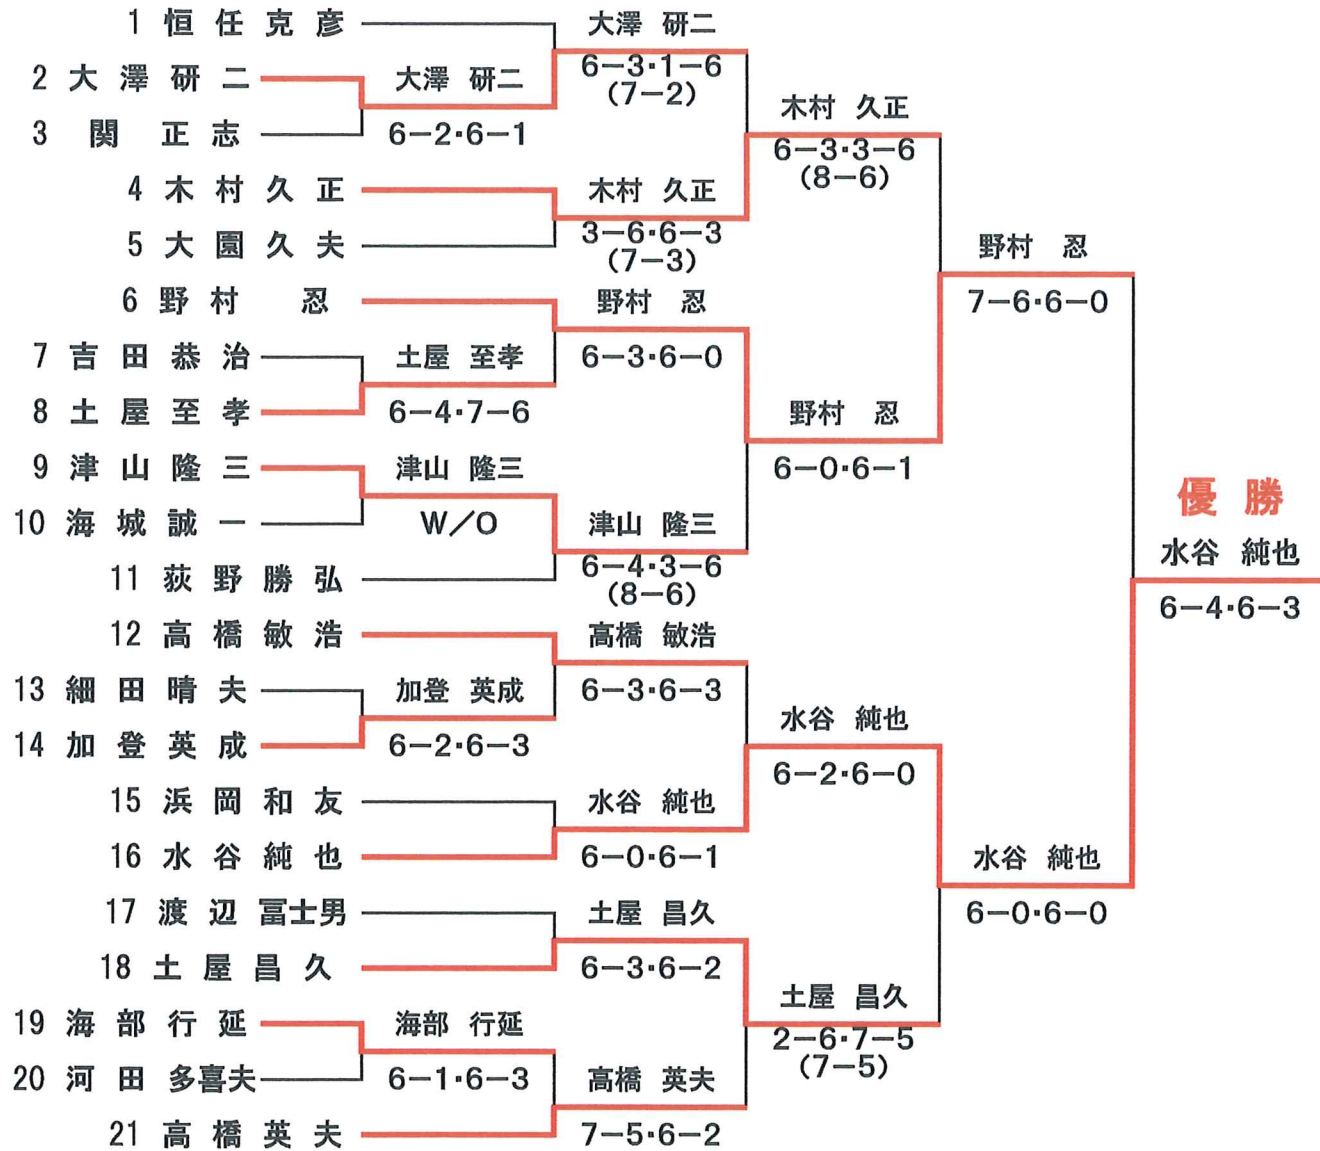 1 恒任克彦
2 大澤研二
3 関 正志
4 木村久正
5 大園久夫
6 野村 忍
7 吉田恭治
8 土屋至孝
9 津山隆三
10 海城誠一
11 荻野勝弘
12 高橋敏浩
13 細田晴夫
14 加登英成
15 浜岡和友
16 水谷純也
17 渡辺冨士男
18 土屋昌久
19 海部行延
20 河田多喜夫
21 高橋英夫
大澤 研二
6-2・6-1
土屋 至孝
6-4・7-6
津山 隆三
W/O
加登 英成
6-2・6-3
海部 行延
6-1・6-3
大澤 研二
6-3・1-6
(7-2)
木村 久正
3-6・6-3
(7-3)
野村 忍
6-3・6-0
津山 隆三
6-4・3-6
(8-6)
高橋 敏浩
6-3・6-3
水谷 純也
6-0・6-1
土屋 昌久
6-3・6-2
高橋 英夫
7-5・6-2
木村 久正
6-3・3-6
(8-6)
野村 忍
6-0・6-1
水谷 純也
6-2・6-0
土屋 昌久
2-6・7-5
(7-5)
野村 忍
7-6・6-0
水谷 純也
6-0・6-0
優勝
水谷 純也
6-4・6-3